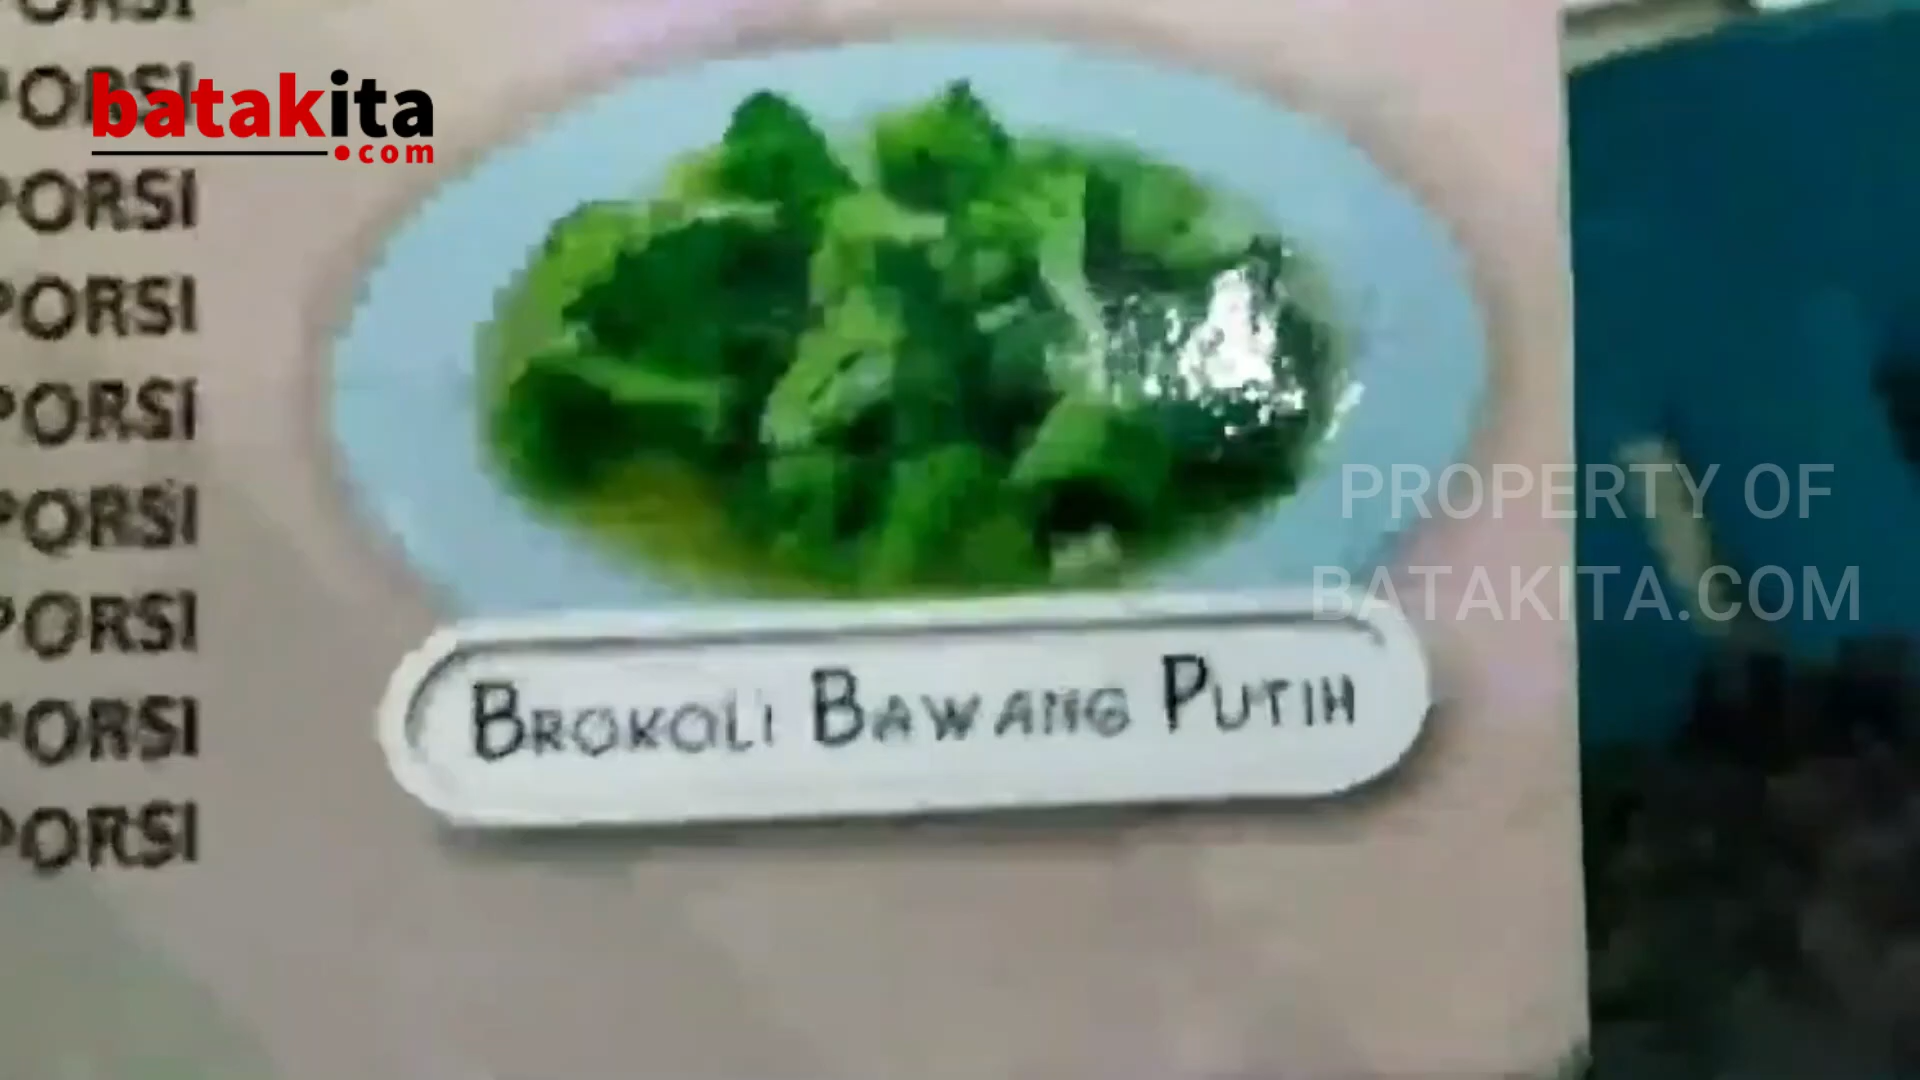 PORSI
batakita
.com
PORSI
PORSI
PORSI
PORSI
PORSI
PORSI
PORSI
PROPERTY OF
BATAKITA.COM
BROKOLI BAWANG PUTIH